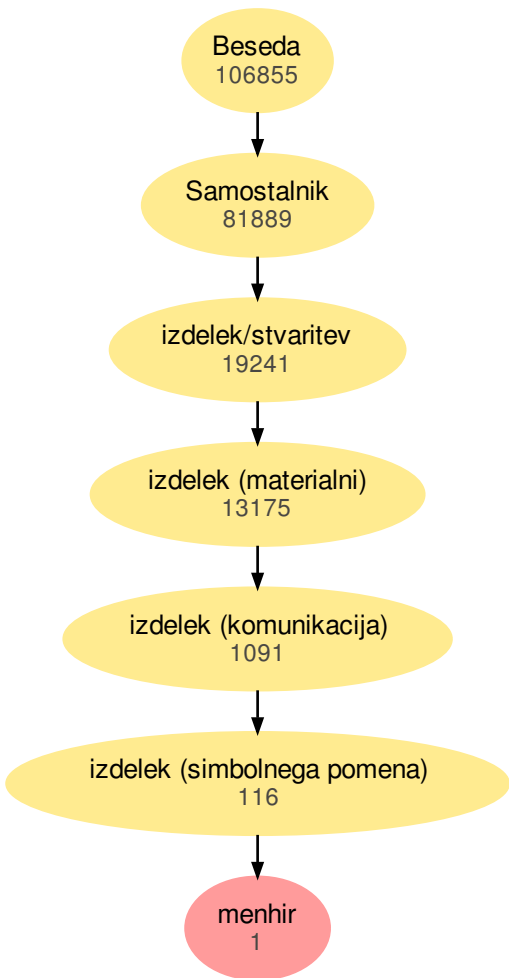 Beseda
106855
Samostalnik
81889
izdelek/stvaritev
19241
izdelek (materialni)
13175
izdelek (komunikacija)
1091
izdelek (simbolnega pomena)
116
menhir
1